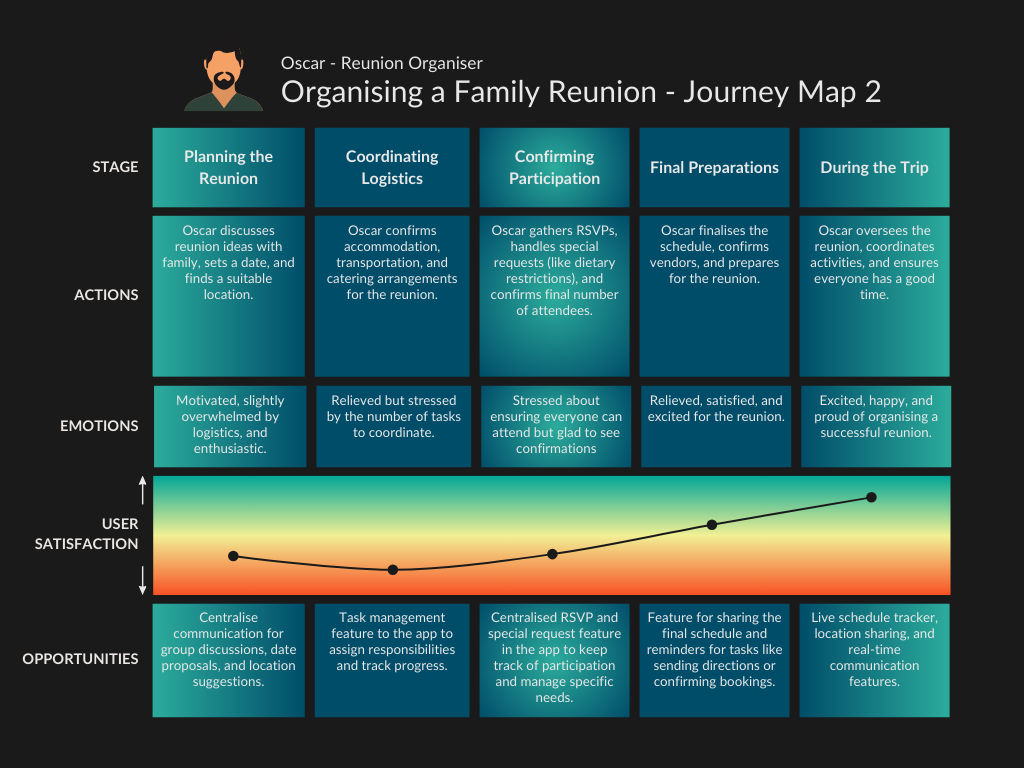 Oscar - Reunion Organiser
Organising a Family Reunion - Journey Map 2
STAGE
Planning the
Reunion
Coordinating
Logistics
Confirming
Participation
Final Preparations
During the Trip
ACTIONS
Oscar discusses
reunion ideas with
family, sets a date, and
finds a suitable
location.
Oscar confirms
accommodation,
transportation, and
catering arrangements
for the reunion.
Oscar gathers RSVPs,
handles special
requests (like dietary
restrictions), and
confirms final number
of attendees.
Oscar finalises the
schedule, confirms
vendors, and prepares
for the reunion.
Oscar oversees the
reunion, coordinates
activities, and ensures
everyone has a good
time.
EMOTIONS
Motivated, slightly
overwhelmed by
logistics, and
enthusiastic.
Relieved but stressed
by the number of tasks
to coordinate.
Stressed about
ensuring everyone can
attend but glad to see
confirmations
Relieved, satisfied, and
excited for the reunion.
Excited, happy, and
proud of organising a
successful reunion.
USER
SATISFACTION
OPPORTUNITIES
Centralise
communication for
group discussions, date
proposals, and location
suggestions.
Task management
feature to the app to
assign responsibilities
and track progress.
Centralised RSVP and
special request feature
in the app to keep
track of participation
and manage specific
needs.
Feature for sharing the
final schedule and
reminders for tasks like
sending directions or
confirming bookings.
Live schedule tracker,
location sharing, and
real-time
communication
features.